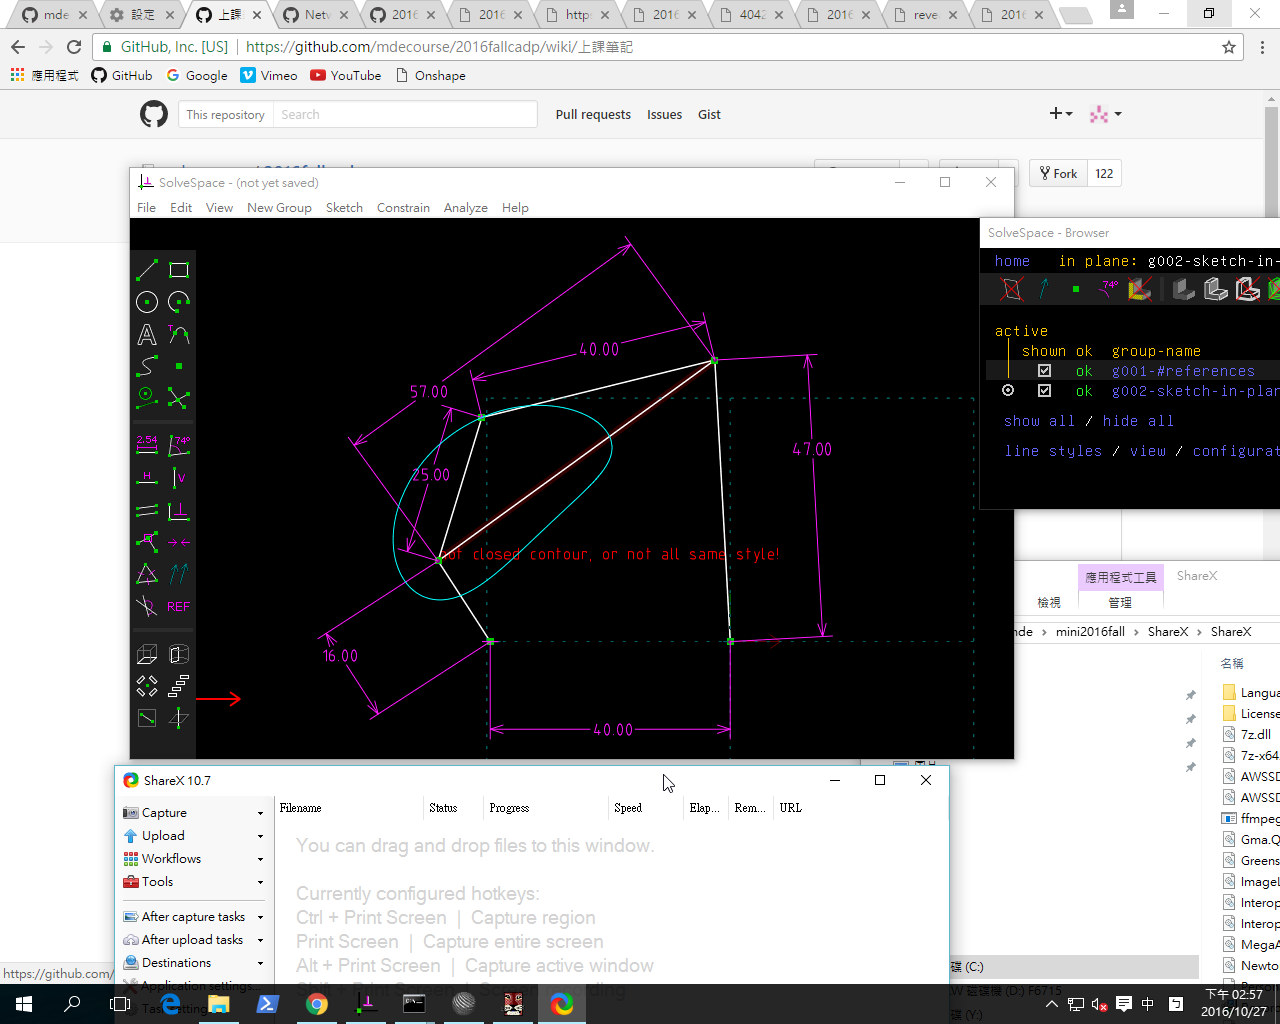 mde
設定
上課
Netw
2016
2016
http
2016
4042
2016
reve
2016
GitHub, Inc. [US] | https://github.com/mdecourse/2016fallcadp/wiki/上課筆記
應用程式 GitHub Google Vimeo YouTube Onshape
This repository Search Pull requests Issues Gist
Fork 122
SolveSpace - (not yet saved)
File Edit View New Group Sketch Constrain Analyze Help
SolveSpace - Browser
home in plane: g002-sketch-in-
active
shown ok group-name
ok g001-#references
ok g002-sketch-in-plan
show all / hide all
line styles / view / configurat
40.00
57.00
47.00
25.00
not closed contour, or not all same style!
16.00
40.00
2.54
74°
H
V
REF
應用程式工具 ShareX
檢視 管理
mde › mini2016fall › ShareX › ShareX
名稱
Langua
License
7z.dll
7z-x64.
AWSSD
AWSSD
ffmpeg
Gma.Q
Greens
ImageL
Interop
Interop
MegaA
Newto
碟 (C:)
ShareX 10.7
Capture
Upload
Workflows
Tools
After capture tasks
After upload tasks
Destinations
Application settings...
Filename Status Progress Speed Elap... Rem... URL
You can drag and drop files to this window.
Currently configured hotkeys:
Ctrl + Print Screen | Capture region
Print Screen | Capture entire screen
Alt + Print Screen | Capture active window
https://github.com/
中
下午 02:57
2016/10/27